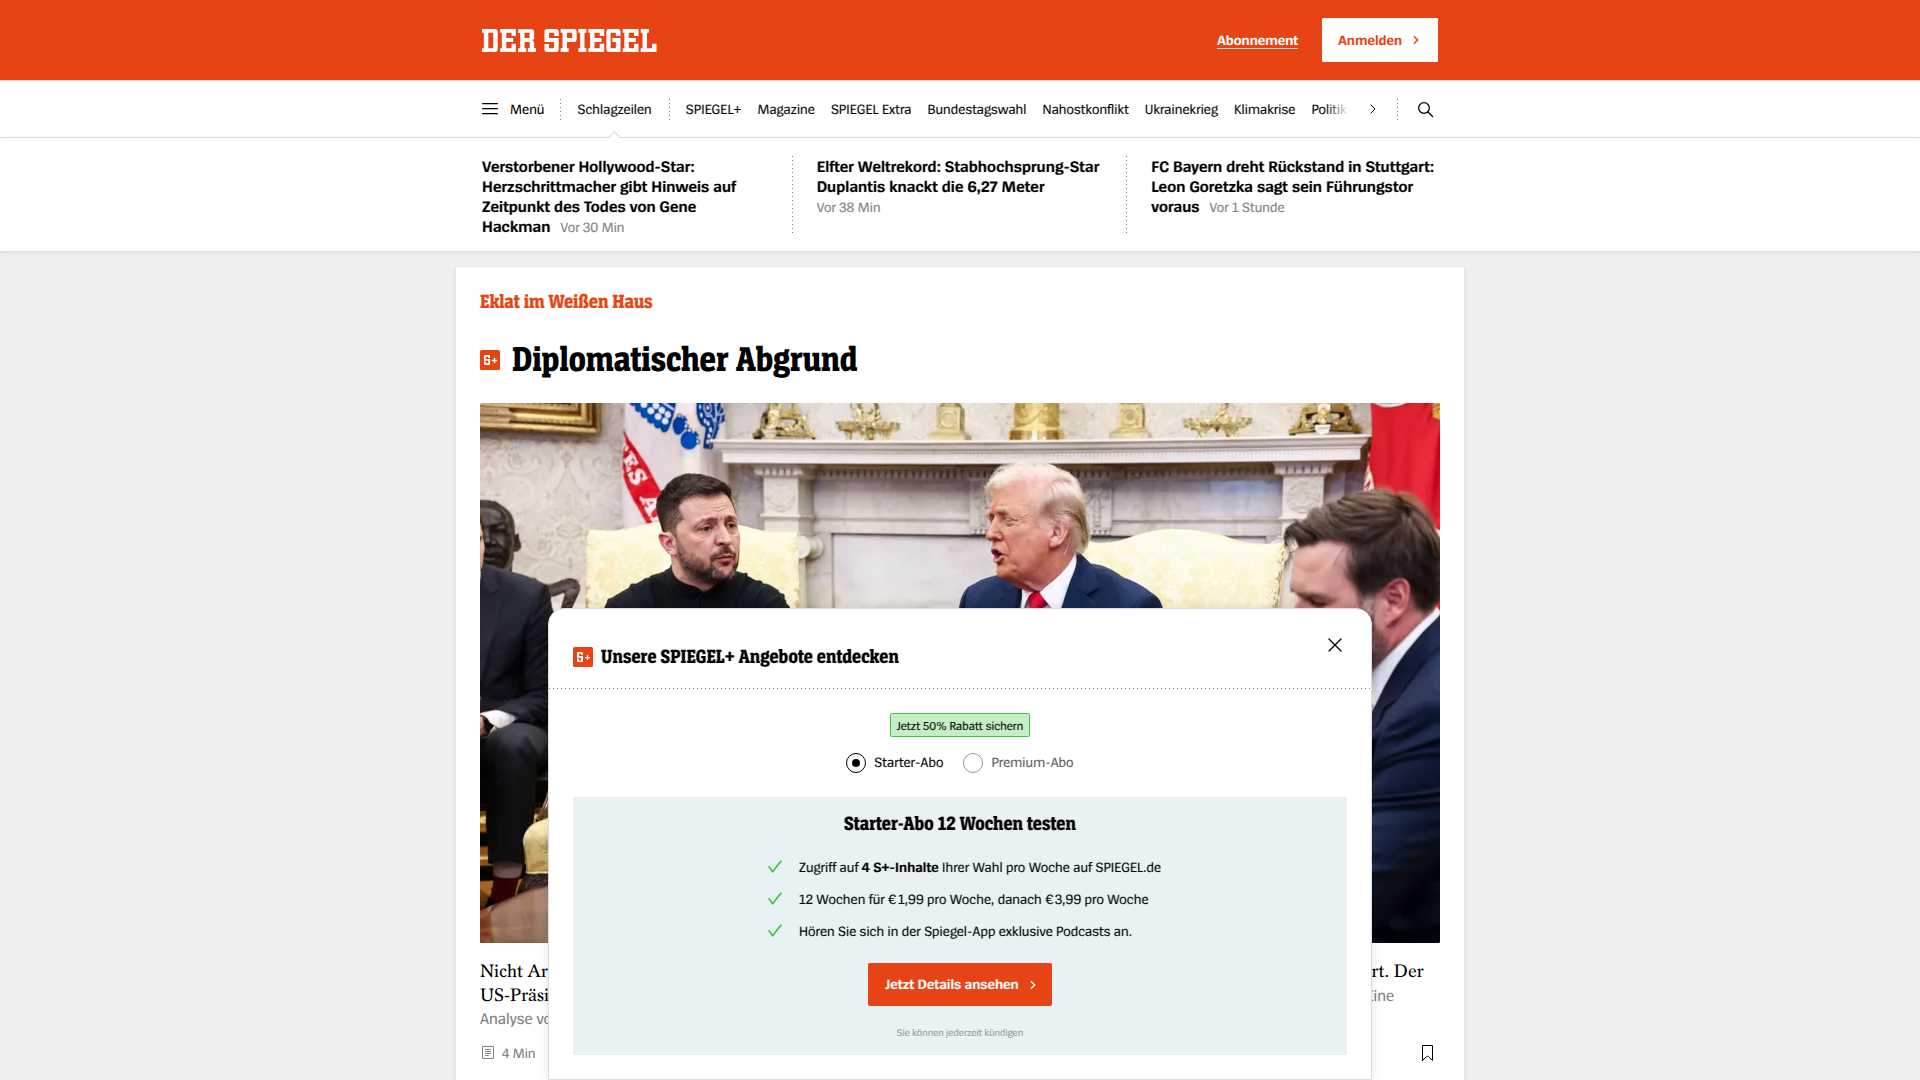 DER SPIEGEL
Abonnement
Anmelden
Menü
Schlagzeilen
SPIEGEL+
Magazine
SPIEGEL Extra
Bundestagswahl
Nahostkonflikt
Ukrainekrieg
Klimakrise
Politik
Verstorbener Hollywood-Star:
Herzschrittmacher gibt Hinweis auf
Zeitpunkt des Todes von Gene
Hackman Vor 30 Min
Elfter Weltrekord: Stabhochsprung-Star
Duplantis knackt die 6,27 Meter
Vor 38 Min
FC Bayern dreht Rückstand in Stuttgart:
Leon Goretzka sagt sein Führungstor
voraus Vor 1 Stunde
Eklat im Weißen Haus
S+ Diplomatischer Abgrund
S+ Unsere SPIEGEL+ Angebote entdecken
Jetzt 50% Rabatt sichern
Starter-Abo
Premium-Abo
Starter-Abo 12 Wochen testen
Zugriff auf 4 S+-Inhalte Ihrer Wahl pro Woche auf SPIEGEL.de
12 Wochen für € 1,99 pro Woche, danach € 3,99 pro Woche
Hören Sie sich in der Spiegel-App exklusive Podcasts an.
Jetzt Details ansehen
Sie können jederzeit kündigen
Nicht Ar
rt. Der
US-Präsi
Eine
Analyse vo
4 Min